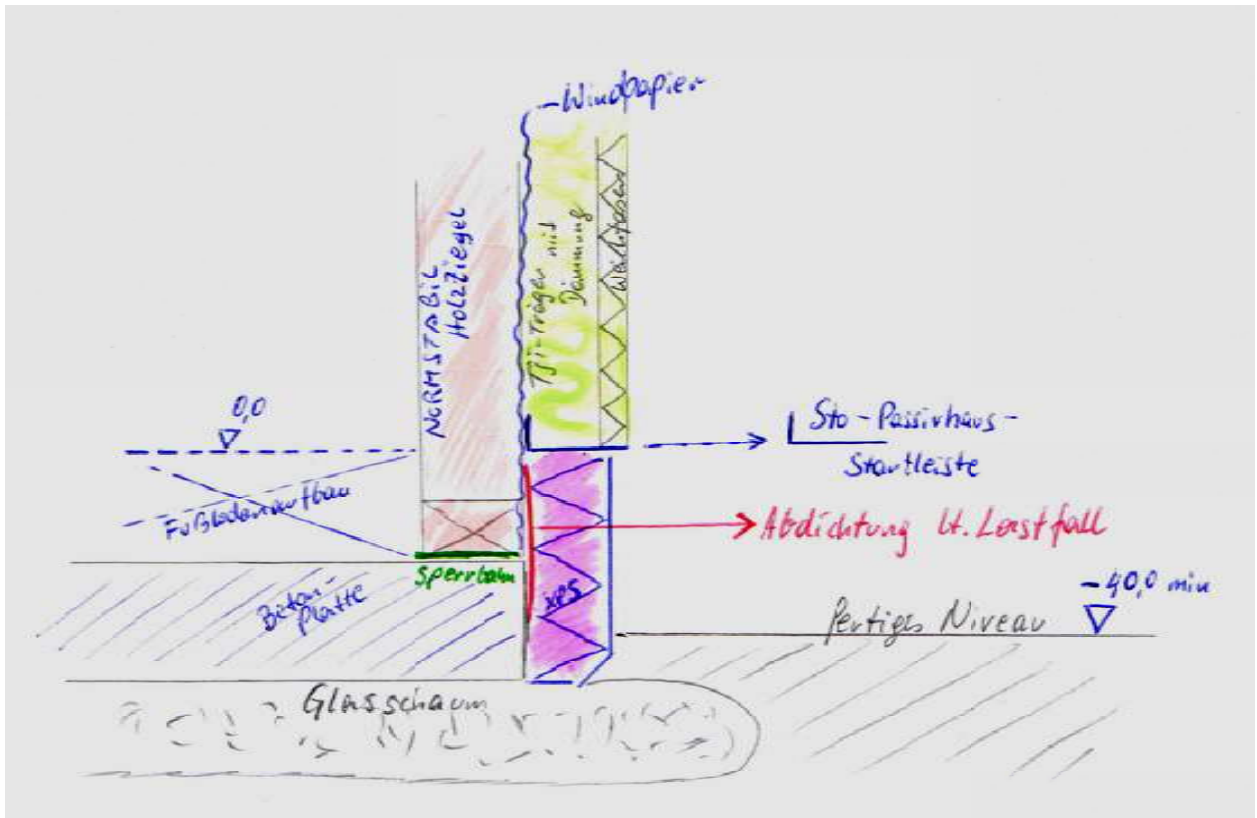 -Windpapier
NORMSTABIL
Holzziegel
Tji-Träger mit
Dämmung
Weichfaser
0,0
Sto-Passivhaus-
Startleiste
Fußbodenaufbau
Abdichtung lt. Lastfall
Sperrbahn
Beton-
Platte
XPS
-40,0 min
fertiges Niveau
Glasschaum